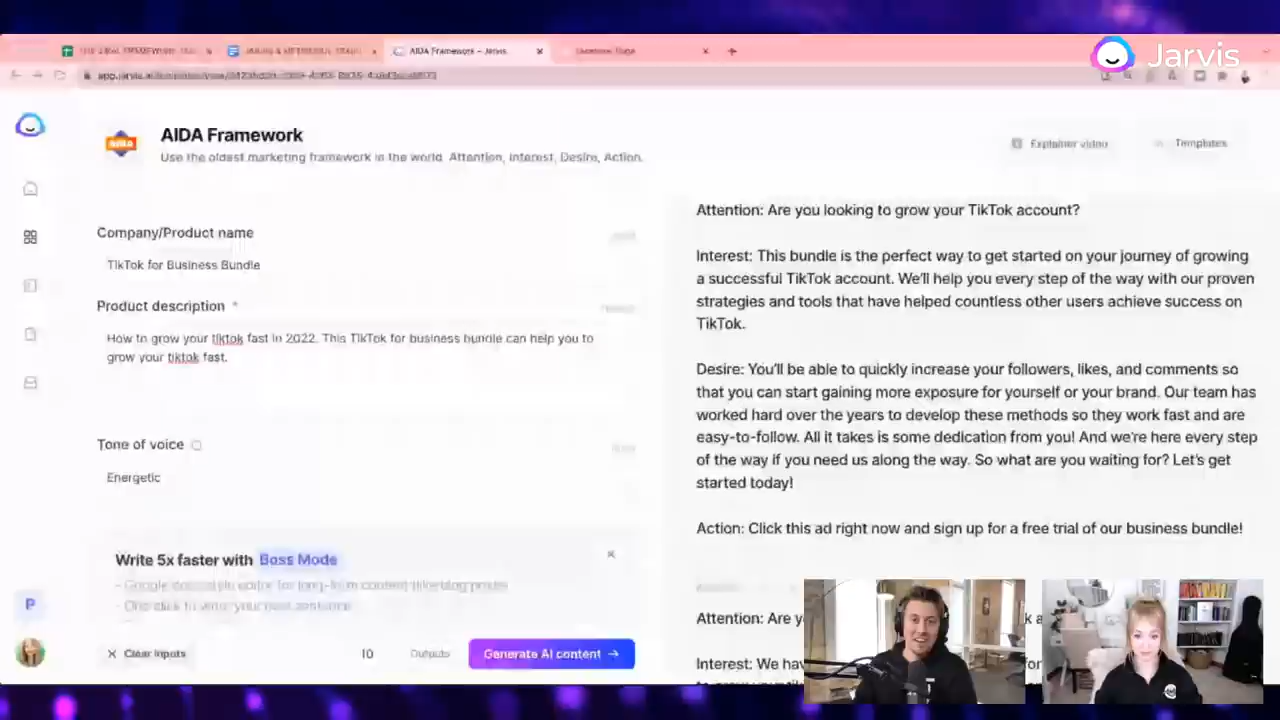 AIDA Framework – Jarvis
Jarvis
AIDA Framework
Use the oldest marketing framework in the world. Attention, Interest, Desire, Action.
Explainer video
Templates
Company/Product name
TikTok for Business Bundle
Product description *
How to grow your tiktok fast in 2022. This TikTok for business bundle can help you to
grow your tiktok fast.
Tone of voice
Energetic
Write 5x faster with Boss Mode
P
Clear inputs
10
Outputs
Generate AI content →
Attention: Are you looking to grow your TikTok account?
Interest: This bundle is the perfect way to get started on your journey of growing
a successful TikTok account. We'll help you every step of the way with our proven
strategies and tools that have helped countless other users achieve success on
TikTok.
Desire: You'll be able to quickly increase your followers, likes, and comments so
that you can start gaining more exposure for yourself or your brand. Our team has
worked hard over the years to develop these methods so they work fast and are
easy-to-follow. All it takes is some dedication from you! And we're here every step
of the way if you need us along the way. So what are you waiting for? Let's get
started today!
Action: Click this ad right now and sign up for a free trial of our business bundle!
Attention: Are
Interest: We